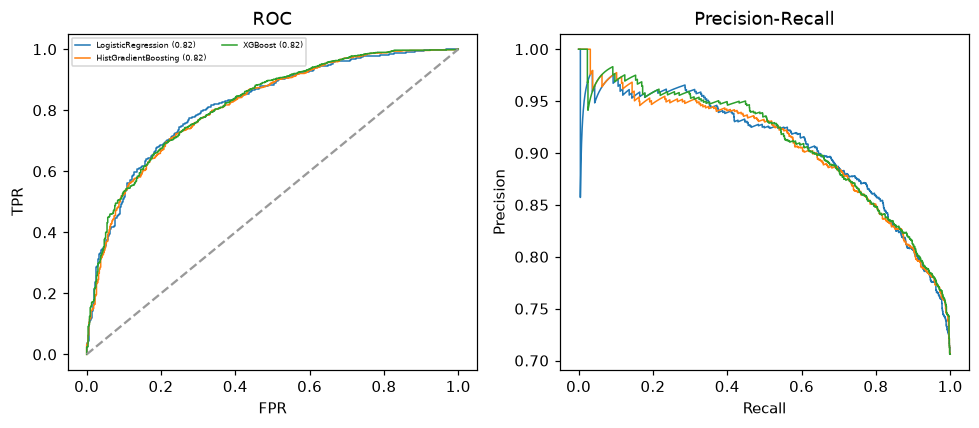 ROC
LogisticRegression (0.82)
HistGradientBoosting (0.82)
XGBoost (0.82)
1.0
0.8
0.6
0.4
0.2
0.0
TPR
0.0 0.2 0.4 0.6 0.8 1.0
FPR
Precision-Recall
1.00
0.95
0.90
0.85
0.80
0.75
0.70
Precision
0.0 0.2 0.4 0.6 0.8 1.0
Recall